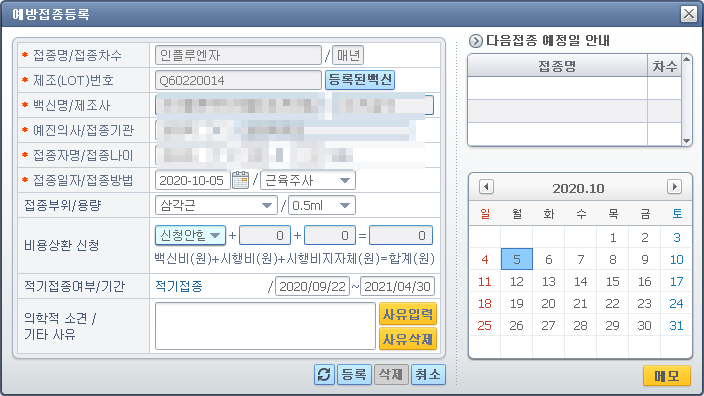 예방접종등록
* 접종명/접종차수 인플루엔자 / 매년
* 제조(LOT)번호 Q60220014 등록된백신
* 백신명/제조사
* 예진의사/접종기관
* 접종자명/접종나이
* 접종일자/접종방법 2020-10-05 / 근육주사
접종부위/용량 삼각근 / 0.5ml
비용상환 신청 신청안함 + 0 + 0 = 0
백신비(원)+시행비(원)+시행비지자체(원)=합계(원)
적기접종여부/기간 적기접종 / 2020/09/22 ~ 2021/04/30
의학적 소견 /
기타 사유
사유입력
사유삭제
등록 삭제 취소
다음접종 예정일 안내
접종명 차수
2020.10
일 월 화 수 목 금 토
1 2 3
4 5 6 7 8 9 10
11 12 13 14 15 16 17
18 19 20 21 22 23 24
25 26 27 28 29 30 31
메모